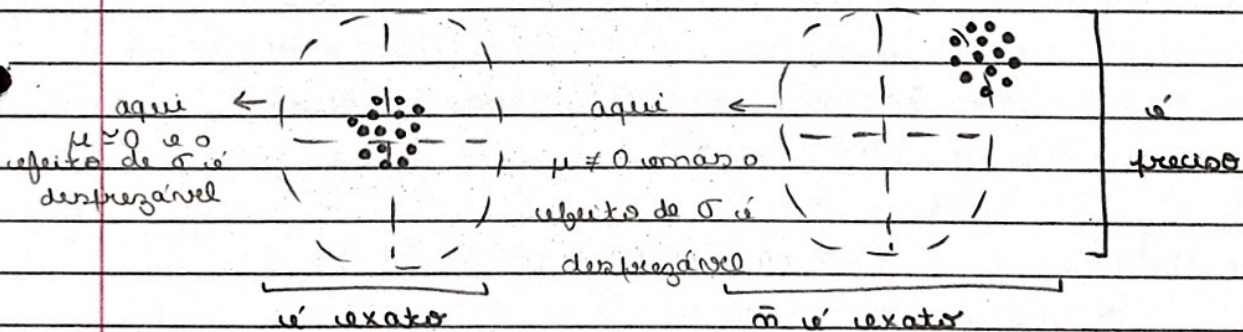 aqui
μ ≃ 0 e o
efeito de σ é
desprezável
aqui
μ ≠ 0 mas o
efeito de σ é
desprezável
é
preciso
é exato
ñ é exato